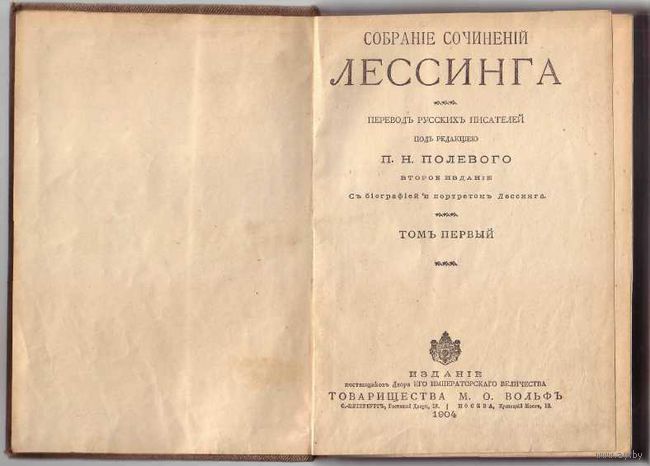 СОБРАНІЕ СОЧИНЕНІЙ
ЛЕССИНГА
ПЕРЕВОДЪ РУССКИХЪ ПИСАТЕЛЕЙ
ПОДЪ РЕДАКЦІЕЮ
П. Н. ПОЛЕВОГО
ВТОРОЕ ИЗДАНІЕ
Съ біографіей и портретомъ Лессинга.
ТОМЪ ПЕРВЫЙ
ИЗДАНІЕ
поставщиковъ Двора ЕГО ИМПЕРАТОРСКАГО ВЕЛИЧЕСТВА
ТОВАРИЩЕСТВА М. О. ВОЛЬФЪ
С.-ПЕТЕРБУРГЪ, Гостиный Дворъ, 18. | МОСКВА, Кузнецкій Мостъ, 12.
1904